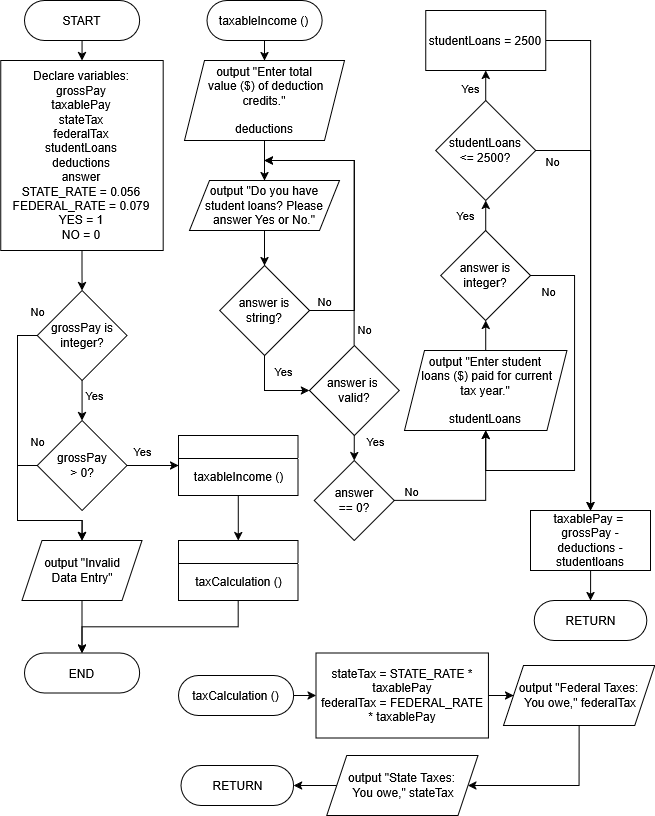 START
Declare variables:
grossPay
taxablePay
stateTax
federalTax
studentLoans
deductions
answer
STATE_RATE = 0.056
FEDERAL_RATE = 0.079
YES = 1
NO = 0
No
grossPay is
integer?
Yes
No
grossPay
> 0?
Yes
output "Invalid
Data Entry"
END
taxableIncome ()
taxCalculation ()
taxableIncome ()
output "Enter total
value ($) of deduction
credits."
deductions
output "Do you have
student loans? Please
answer Yes or No."
answer is
string?
No
Yes
No
answer is
valid?
Yes
answer
== 0?
No
studentLoans = 2500
Yes
studentLoans
<= 2500?
No
Yes
answer is
integer?
No
output "Enter student
loans ($) paid for current
tax year."
studentLoans
taxablePay =
grossPay -
deductions -
studentloans
RETURN
taxCalculation ()
stateTax = STATE_RATE *
taxablePay
federalTax = FEDERAL_RATE
* taxablePay
output "Federal Taxes:
You owe," federalTax
output "State Taxes:
You owe," stateTax
RETURN